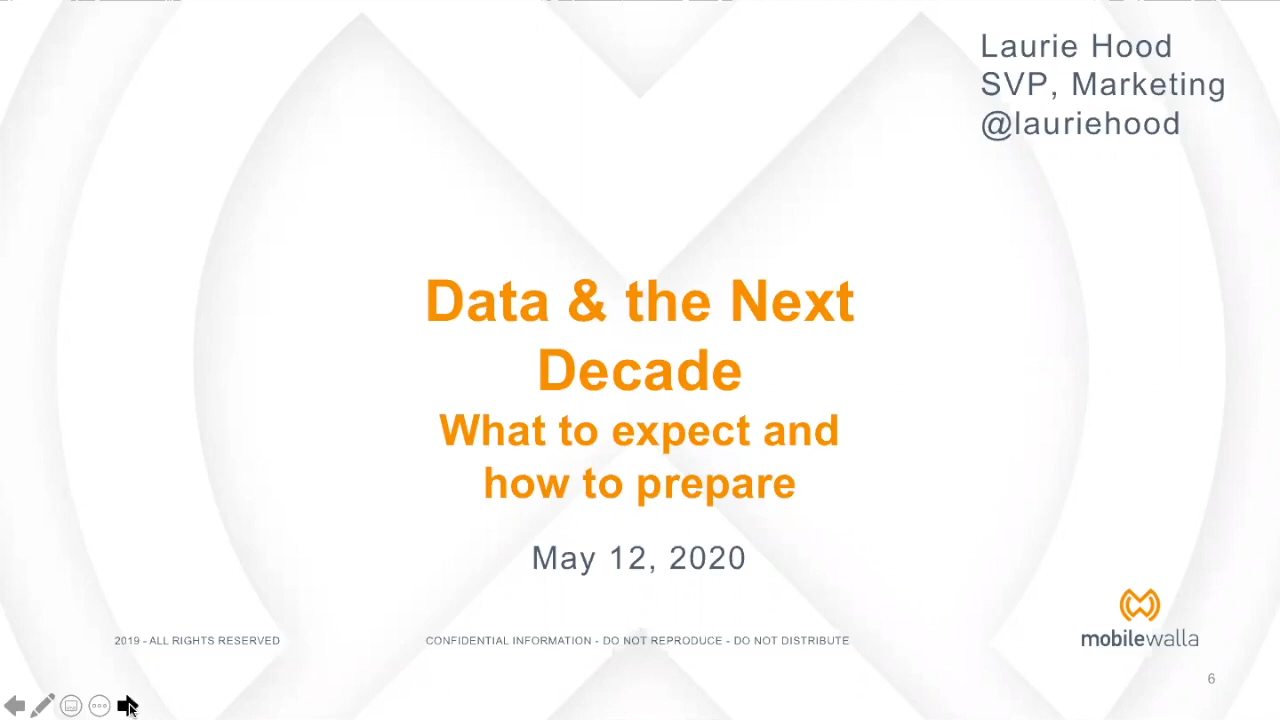 Laurie Hood
SVP, Marketing
@lauriehood
Data & the Next
Decade
What to expect and
how to prepare
May 12, 2020
mobilewalla
2019 - ALL RIGHTS RESERVED
CONFIDENTIAL INFORMATION - DO NOT REPRODUCE - DO NOT DISTRIBUTE
6